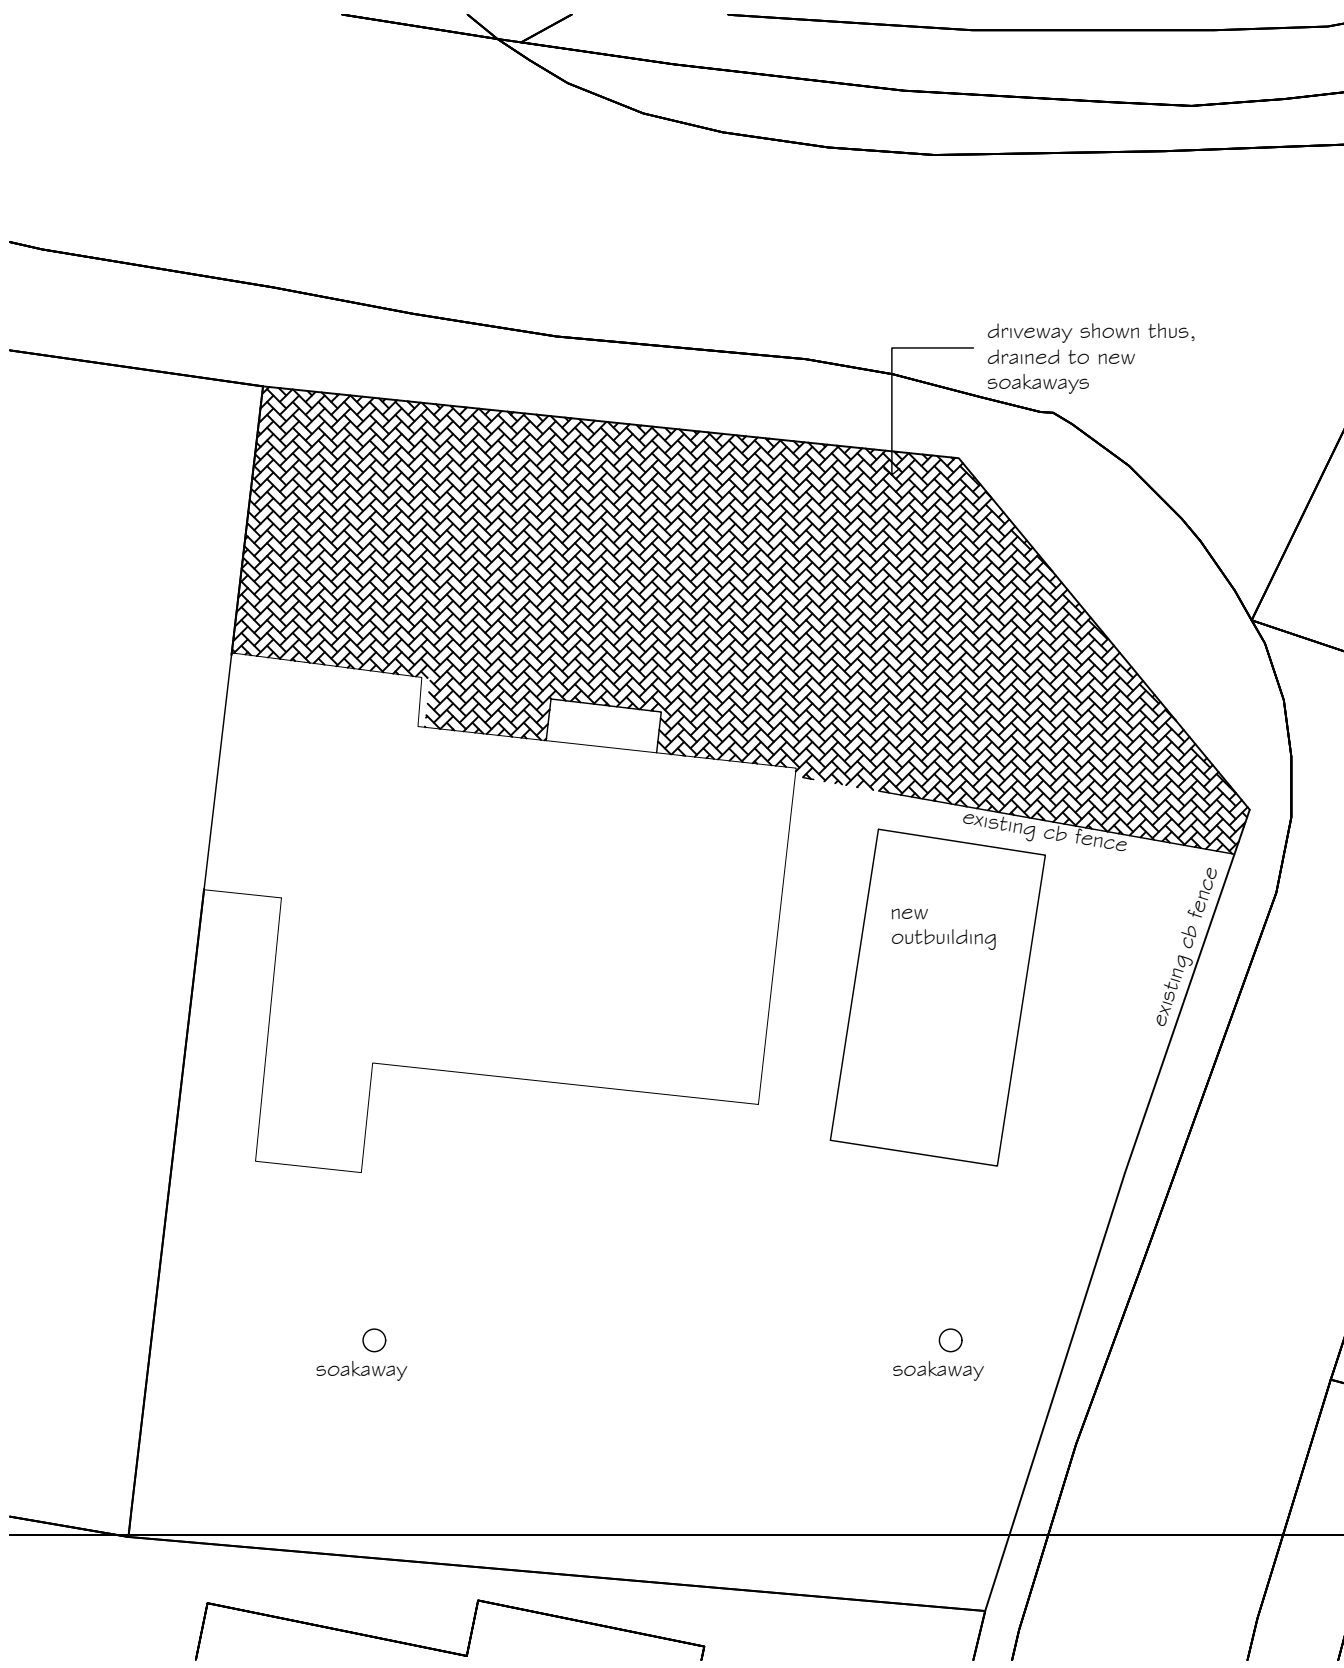 driveway shown thus,
drained to new
soakaways
existing cb fence
existing cb fence
new
outbuilding
soakaway
soakaway